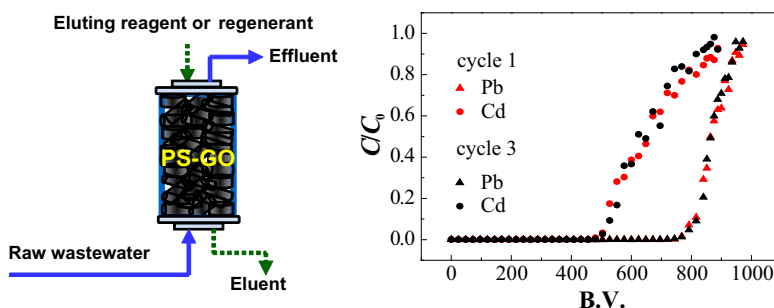 Eluting reagent or regenerant
Effluent
PS-GO
Raw wastewater
Eluent
C/C₀
1.0
0.8
0.6
0.4
0.2
0.0
cycle 1
Pb
Cd
cycle 3
Pb
Cd
0 200 400 600 800 1000
B.V.